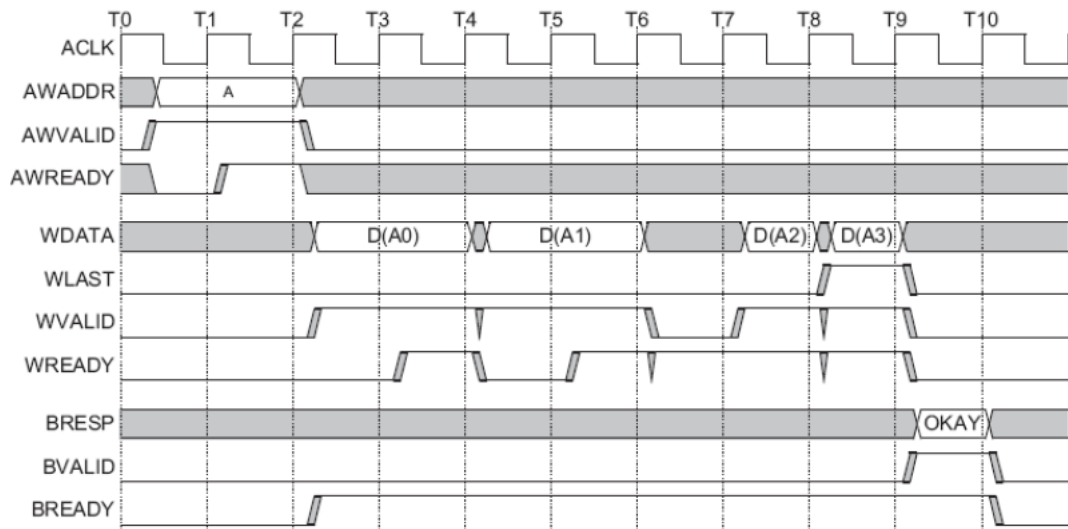 T0 T1 T2 T3 T4 T5 T6 T7 T8 T9 T10
ACLK
AWADDR A
AWVALID
AWREADY
WDATA D(A0) D(A1) D(A2) D(A3)
WLAST
WVALID
WREADY
BRESP OKAY
BVALID
BREADY